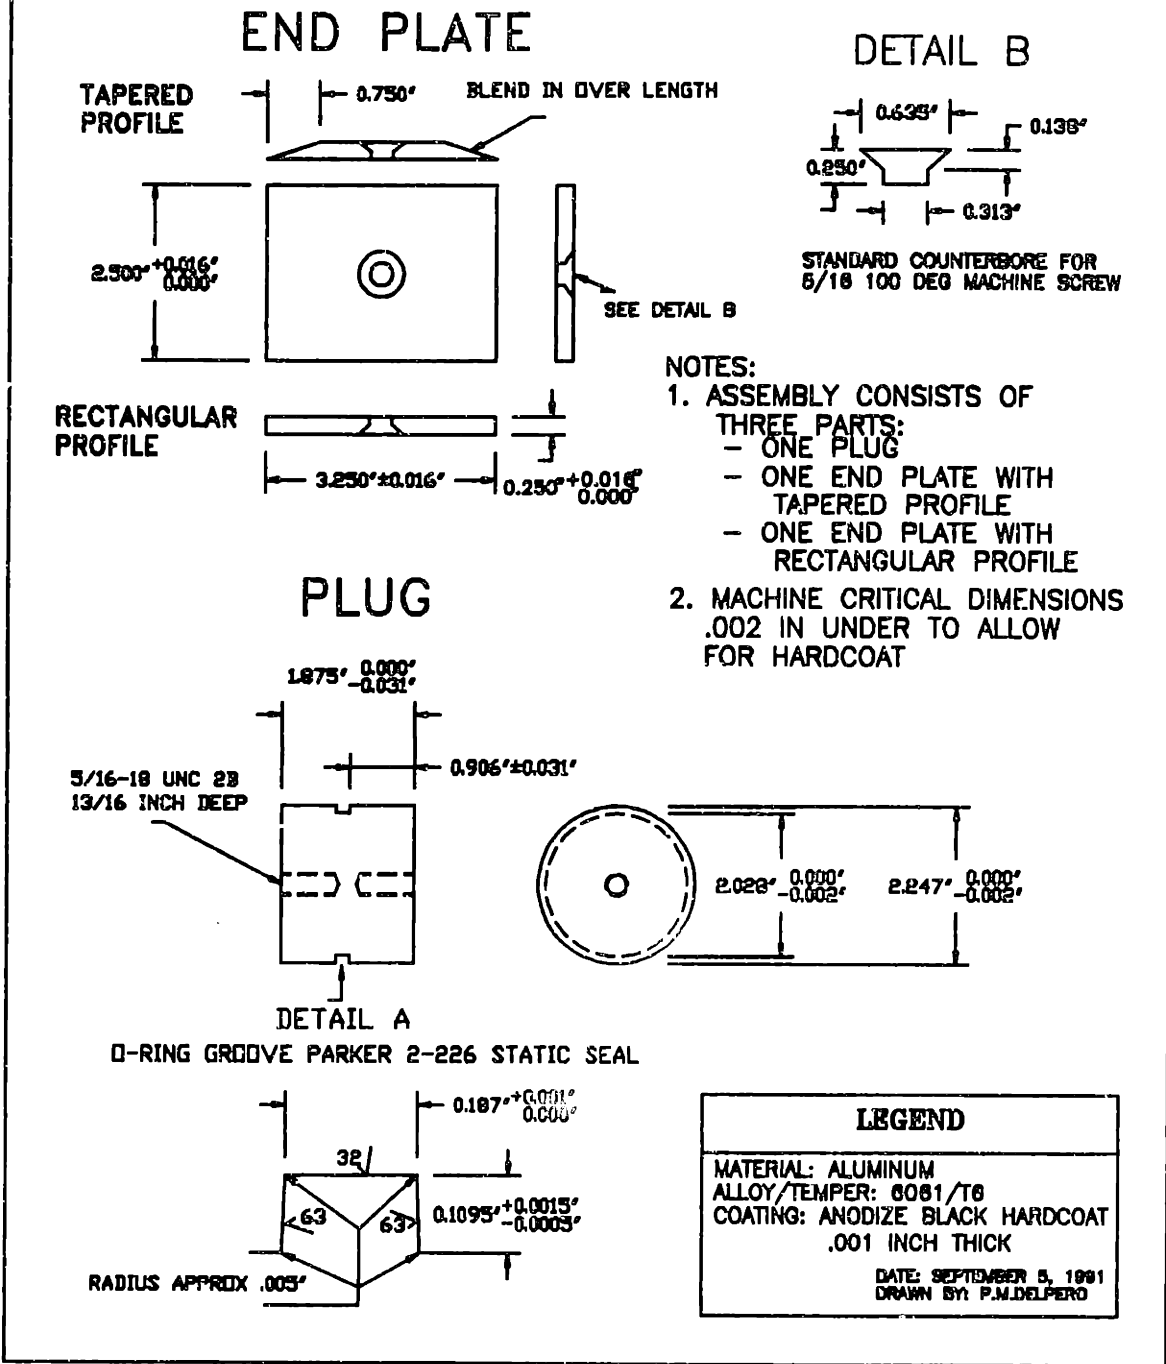 END PLATE
TAPERED
PROFILE
0.750"
BLEND IN OVER LENGTH
2.500" +0.016"
0.000"
SEE DETAIL B
RECTANGULAR
PROFILE
3.250"±0.016"
0.250" +0.016"
0.000"
DETAIL B
0.635"
0.138"
0.250"
0.313"
STANDARD COUNTERBORE FOR
5/16 100 DEG MACHINE SCREW
NOTES:
1. ASSEMBLY CONSISTS OF
THREE PARTS:
- ONE PLUG
- ONE END PLATE WITH
TAPERED PROFILE
- ONE END PLATE WITH
RECTANGULAR PROFILE
2. MACHINE CRITICAL DIMENSIONS
.002 IN UNDER TO ALLOW
FOR HARDCOAT
PLUG
1.875" 0.000"
-0.031"
0.906"±0.031"
5/16-18 UNC 2B
13/16 INCH DEEP
2.028" 0.000"
-0.002"
2.247" 0.000"
-0.002"
DETAIL A
O-RING GROOVE PARKER 2-226 STATIC SEAL
0.187" +0.001"
0.000"
32
63
63
0.1095" +0.0015"
-0.0005"
RADIUS APPROX .005"
LEGEND
MATERIAL: ALUMINUM
ALLOY/TEMPER: 6061/T6
COATING: ANODIZE BLACK HARDCOAT
.001 INCH THICK
DATE: SEPTEMBER 5, 1991
DRAWN BY: P.M.DELPERO